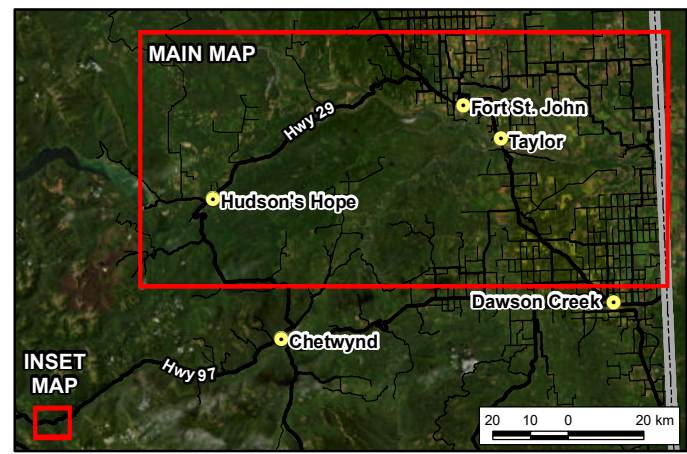 MAIN MAP
Fort St. John
Hwy 29
Taylor
Hudson's Hope
Dawson Creek
Chetwynd
INSET
MAP
Hwy 97
20 10 0 20 km